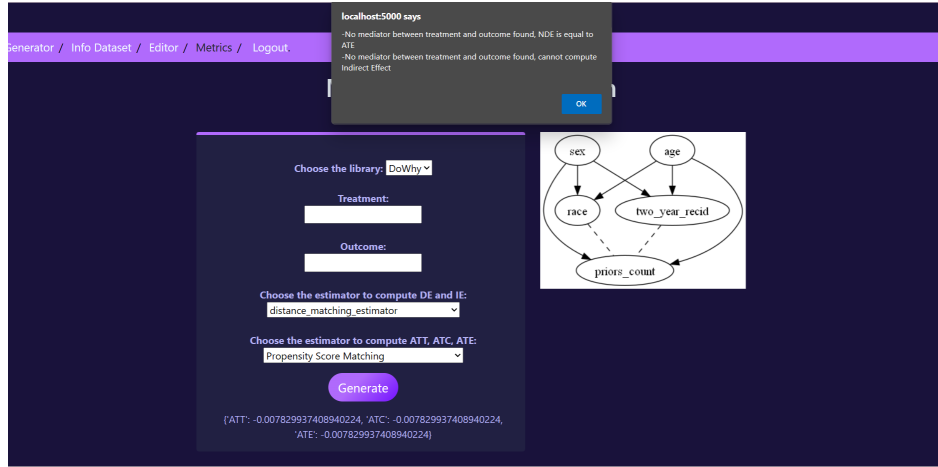 localhost:5000 says
-No mediator between treatment and outcome found, NDE is equal to
ATE
-No mediator between treatment and outcome found, cannot compute
Indirect Effect
OK
Generator / Info Dataset / Editor / Metrics / Logout
Choose the library: DoWhy
Treatment:
Outcome:
Choose the estimator to compute DE and IE:
distance_matching_estimator
Choose the estimator to compute ATT, ATC, ATE:
Propensity Score Matching
Generate
{'ATT': -0.007829937408940224, 'ATC': -0.007829937408940224,
'ATE': -0.007829937408940224}
sex
age
race
two_year_recid
priors_count